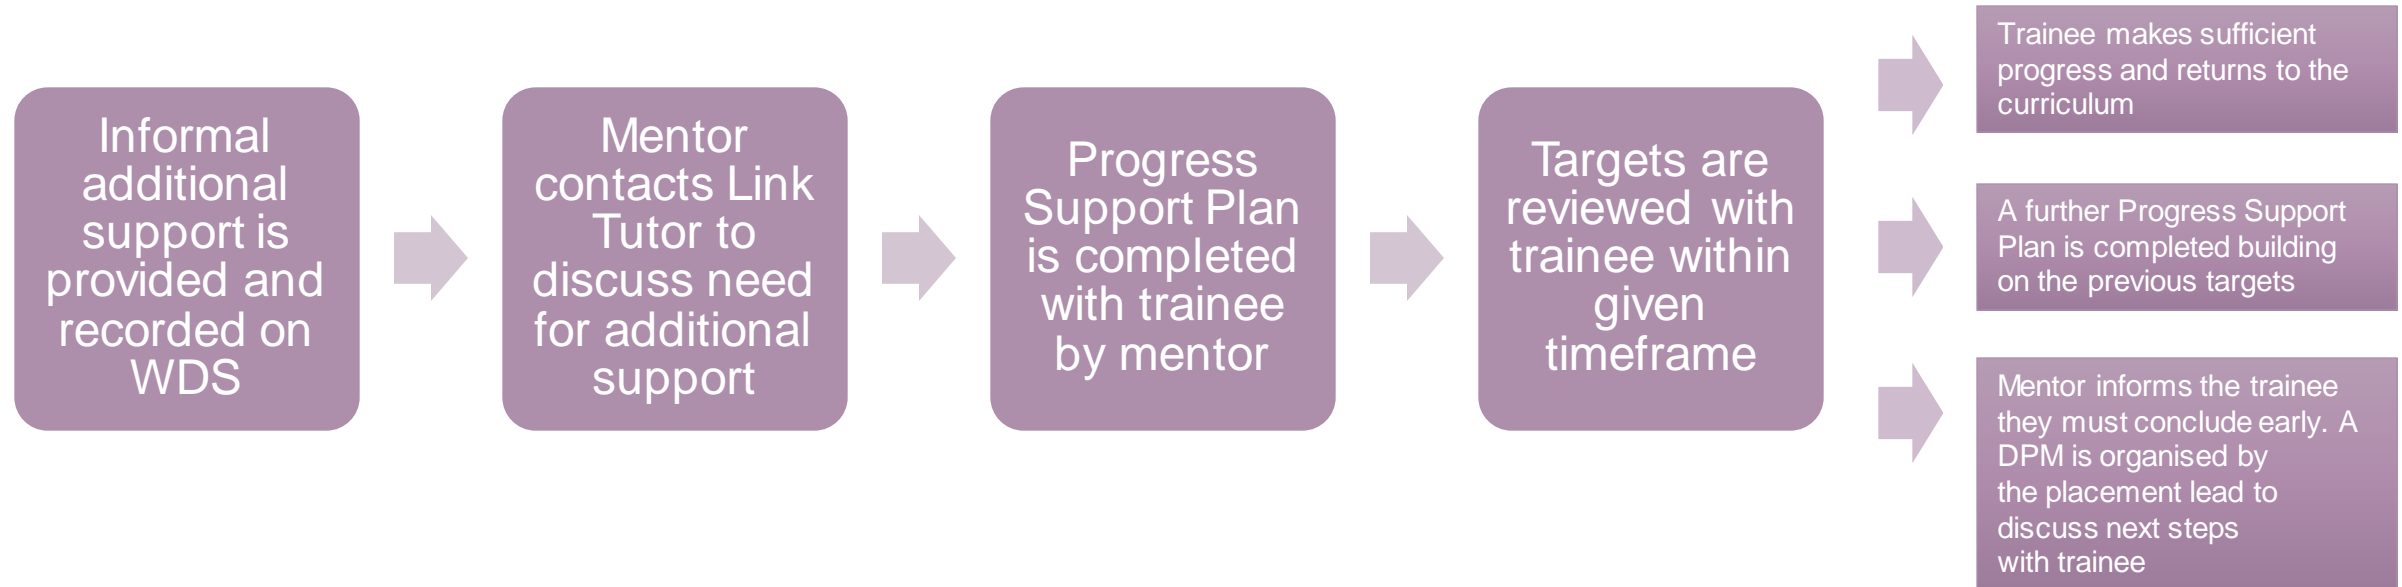 Informal
additional
support is
provided and
recorded on
WDS
Mentor
contacts Link
Tutor to
discuss need
for additional
support
Progress
Support Plan
is completed
with trainee
by mentor
Targets are
reviewed with
trainee within
given
timeframe
Trainee makes sufficient
progress and returns to the
curriculum
A further Progress Support
Plan is completed building
on the previous targets
Mentor informs the trainee
they must conclude early. A
DPM is organised by
the placement lead to
discuss next steps
with trainee